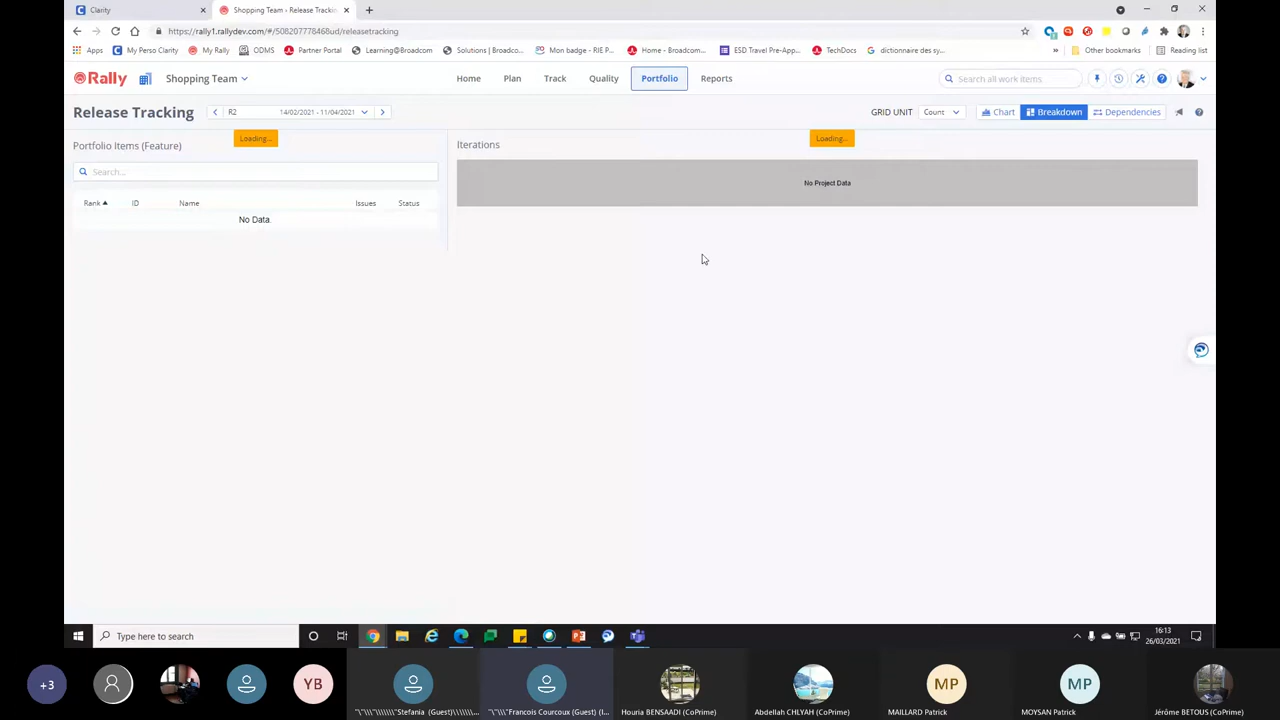 Clarity
Shopping Team › Release Trackin
https://rally1.rallydev.com/#/508207778468ud/releasetracking
Apps
My Perso Clarity
My Rally
ODMS
Partner Portal
Learning@Broadcom
Solutions | Broadco...
Mon badge - RIE P...
Home - Broadcom...
ESD Travel Pre-App...
TechDocs
dictionnaire des sy...
»
Other bookmarks
Reading list
Rally
Shopping Team
Home
Plan
Track
Quality
Portfolio
Reports
Search all work items
Release Tracking
R2
14/02/2021 - 11/04/2021
GRID UNIT
Count
Chart
Breakdown
Dependencies
Loading...
Loading...
Portfolio Items (Feature)
Iterations
Search...
No Project Data
Rank
ID
Name
Issues
Status
No Data.
Type here to search
16:13
26/03/2021
+3
YB
MP
MP
"\"\\\"\\\\\\\"Stefania (Guest)\\\\\\\...
"\"\\\"Francois Courcoux (Guest) (I...
Houria BENSAADI (CoPrime)
Abdellah CHLYAH (CoPrime)
MAILLARD Patrick
MOYSAN Patrick
Jérôme BETOUS (CoPrime)